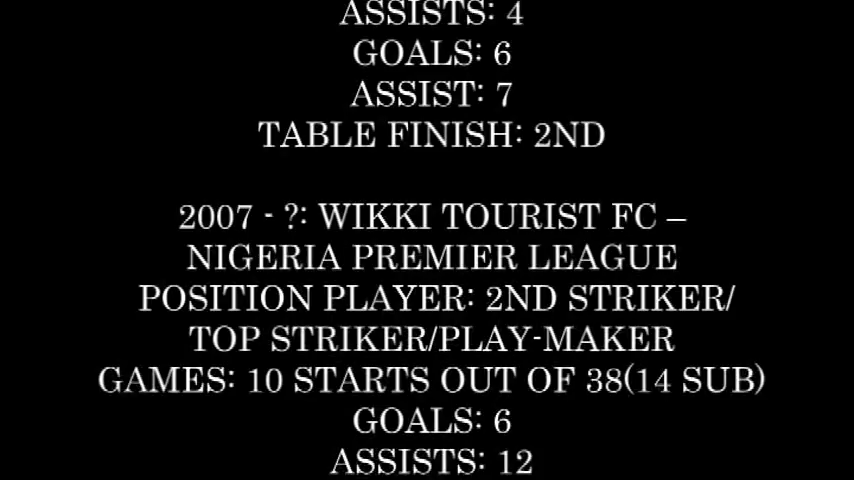 ASSISTS: 4
GOALS: 6
ASSIST: 7
TABLE FINISH: 2ND
2007 - ?: WIKKI TOURIST FC –
NIGERIA PREMIER LEAGUE
POSITION PLAYER: 2ND STRIKER/
TOP STRIKER/PLAY-MAKER
GAMES: 10 STARTS OUT OF 38(14 SUB)
GOALS: 6
ASSISTS: 12